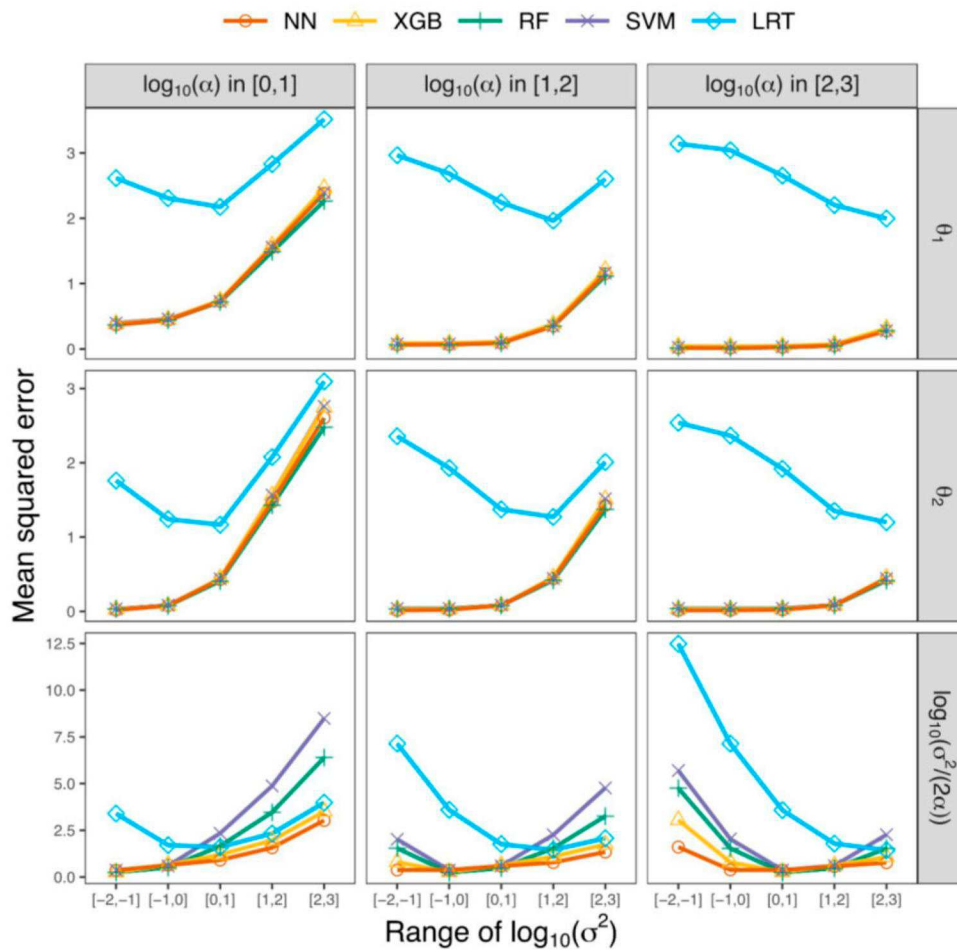 NN XGB RF SVM LRT
log₁₀(α) in [0,1] log₁₀(α) in [1,2] log₁₀(α) in [2,3]
3
2
1
0
θ₁
3
2
1
0
θ₂
12.5
10.0
7.5
5.0
2.5
0.0
log₁₀(σ²/(2α))
Mean squared error
[-2,-1] [-1,0] [0,1] [1,2] [2,3] [-2,-1] [-1,0] [0,1] [1,2] [2,3] [-2,-1] [-1,0] [0,1] [1,2] [2,3]
Range of log₁₀(σ²)